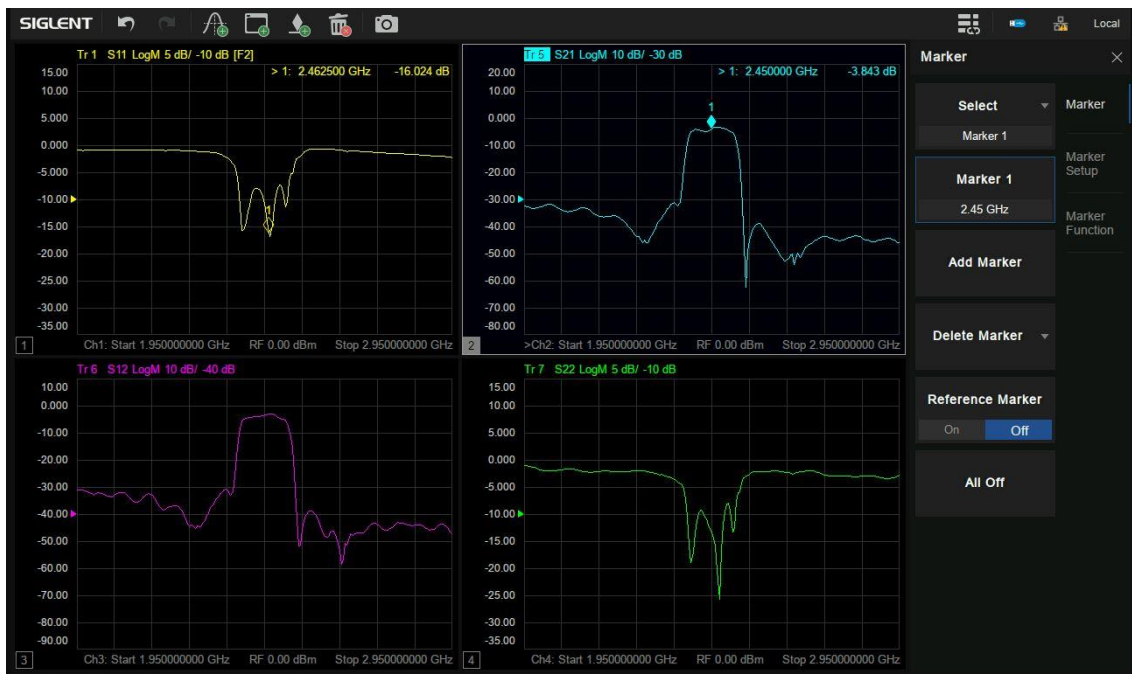 SIGLENT
Local
Tr 1 S11 LogM 5 dB/ -10 dB [F2]
> 1: 2.462500 GHz -16.024 dB
15.00
10.00
5.000
0.000
-5.000
-10.00
-15.00
-20.00
-25.00
-30.00
-35.00
1
1
Ch1: Start 1.950000000 GHz RF 0.00 dBm Stop 2.950000000 GHz
Tr 5 S21 LogM 10 dB/ -30 dB
> 1: 2.450000 GHz -3.843 dB
20.00
10.00
0.000
-10.00
-20.00
-30.00
-40.00
-50.00
-60.00
-70.00
-80.00
1
2
>Ch2: Start 1.950000000 GHz RF 0.00 dBm Stop 2.950000000 GHz
Tr 6 S12 LogM 10 dB/ -40 dB
10.00
0.000
-10.00
-20.00
-30.00
-40.00
-50.00
-60.00
-70.00
-80.00
-90.00
3
Ch3: Start 1.950000000 GHz RF 0.00 dBm Stop 2.950000000 GHz
Tr 7 S22 LogM 5 dB/ -10 dB
15.00
10.00
5.000
0.000
-5.000
-10.00
-15.00
-20.00
-25.00
-30.00
-35.00
4
Ch4: Start 1.950000000 GHz RF 0.00 dBm Stop 2.950000000 GHz
Marker
Select
Marker 1
Marker 1
2.45 GHz
Add Marker
Delete Marker
Reference Marker
On Off
All Off
Marker
Marker
Setup
Marker
Function